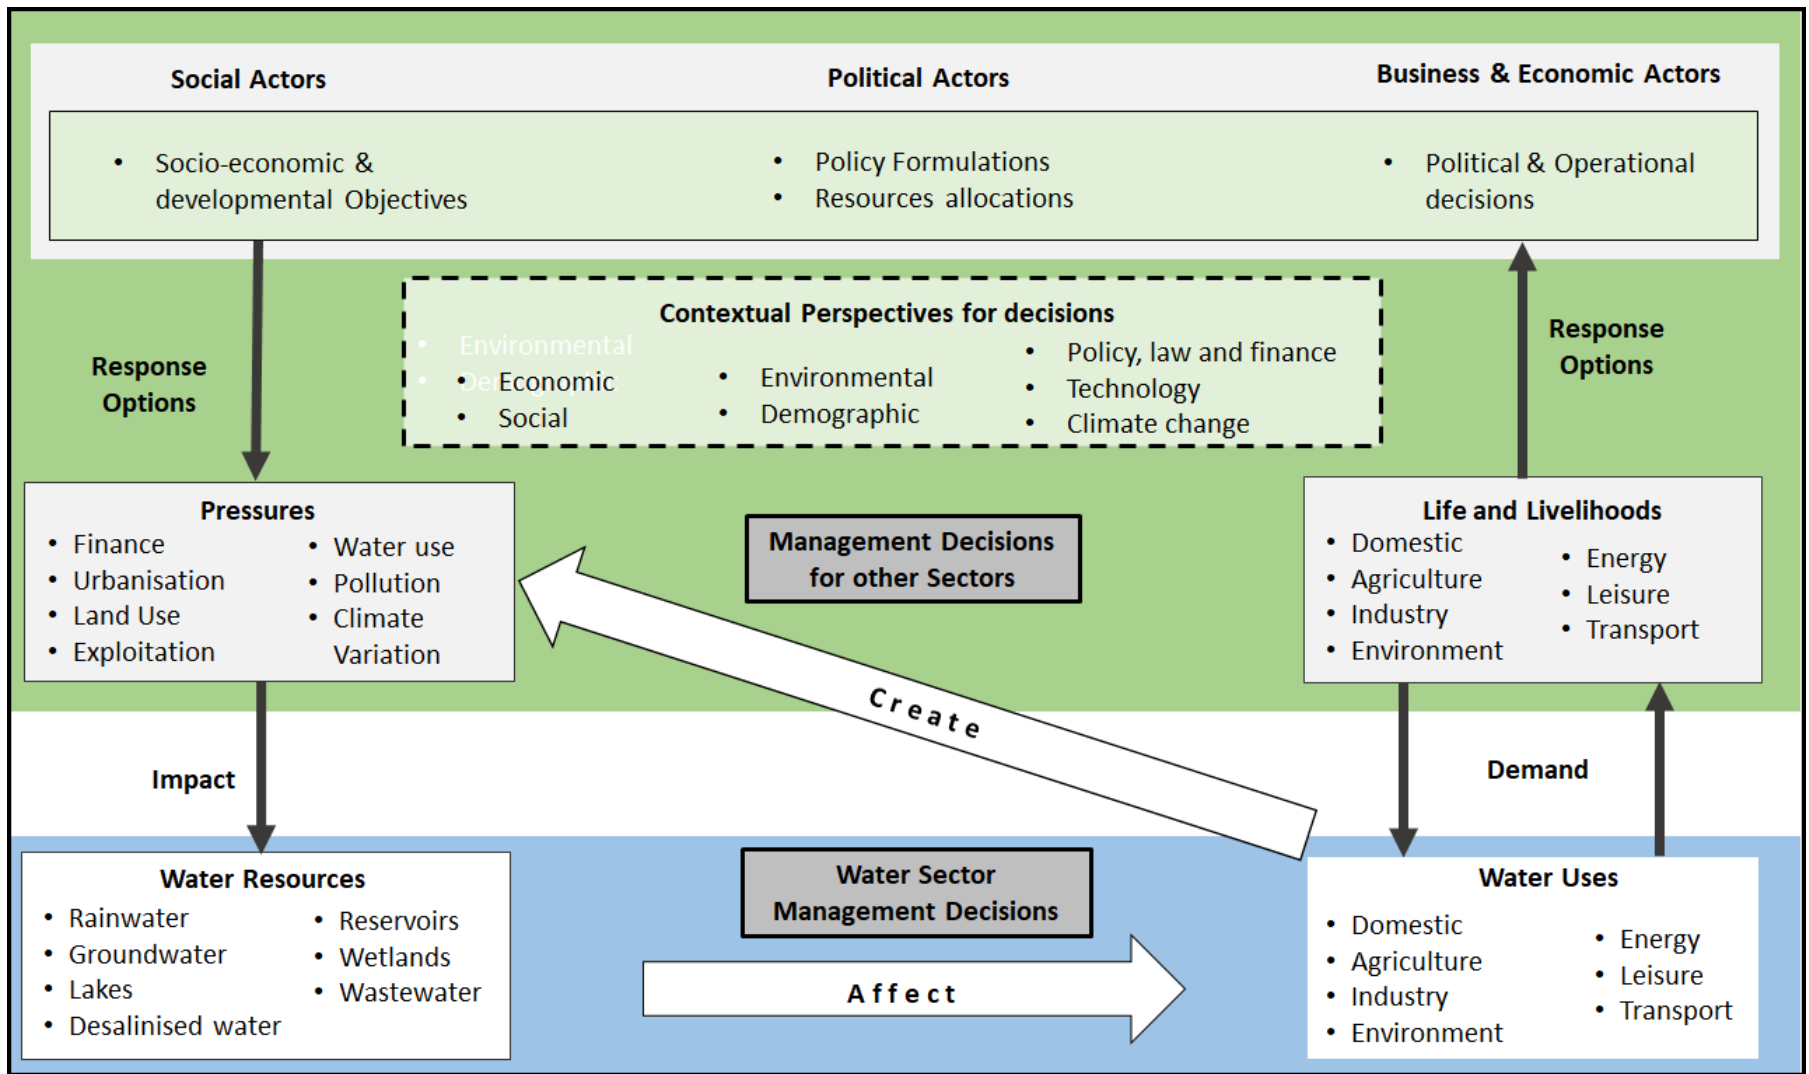 Social Actors
Political Actors
Business & Economic Actors
• Socio-economic &
developmental Objectives
• Policy Formulations
• Resources allocations
• Political & Operational
decisions
Response
Options
Contextual Perspectives for decisions
• Environmental
• Demographic
• Economic
• Social
• Environmental
• Demographic
• Policy, law and finance
• Technology
• Climate change
Response
Options
Pressures
• Finance
• Urbanisation
• Land Use
• Exploitation
• Water use
• Pollution
• Climate
Variation
Management Decisions
for other Sectors
Life and Livelihoods
• Domestic
• Agriculture
• Industry
• Environment
• Energy
• Leisure
• Transport
Create
Impact
Demand
Water Resources
• Rainwater
• Groundwater
• Lakes
• Desalinised water
• Reservoirs
• Wetlands
• Wastewater
Water Sector
Management Decisions
Affect
Water Uses
• Domestic
• Agriculture
• Industry
• Environment
• Energy
• Leisure
• Transport